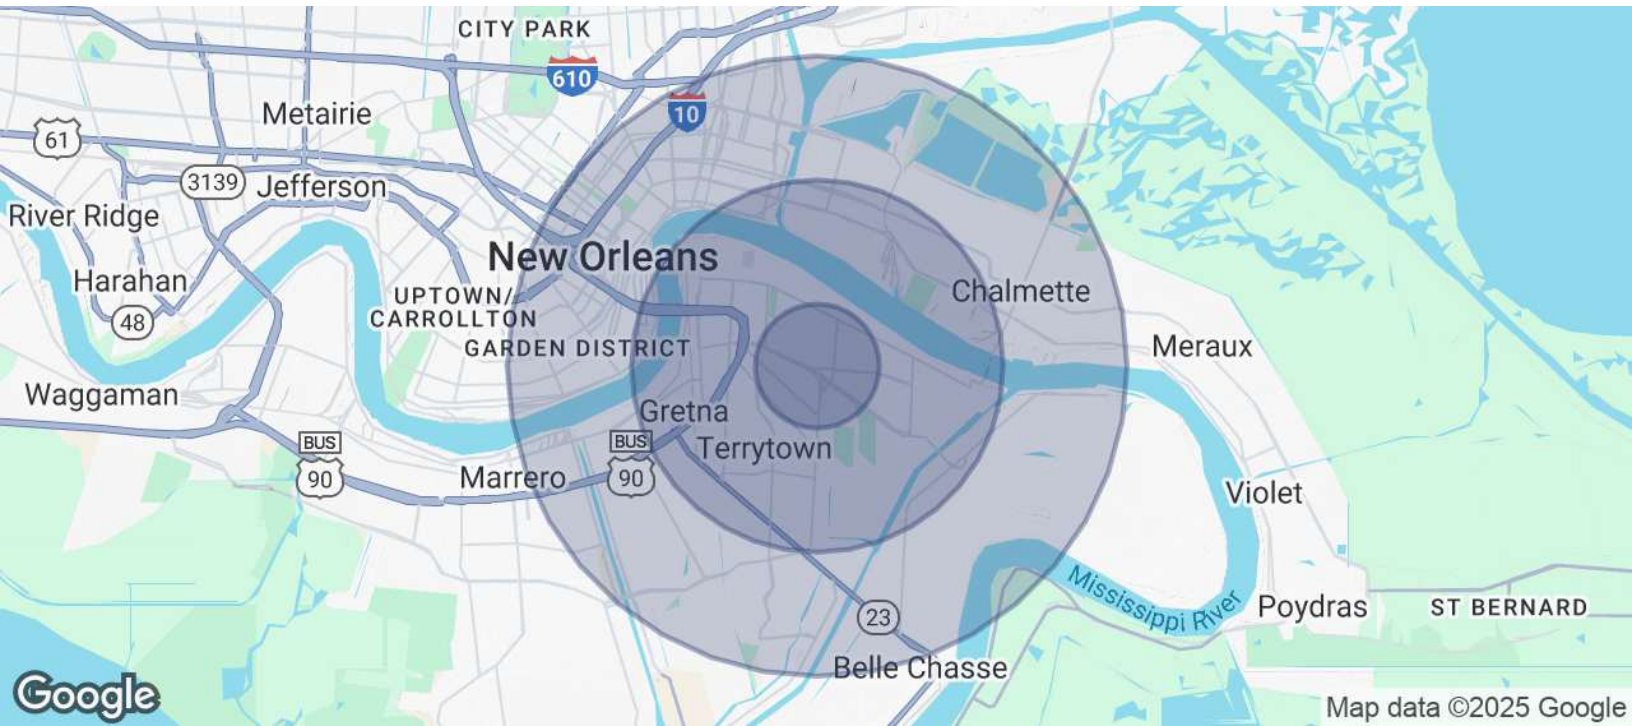 CITY PARK
610
10
Metairie
61
3139
Jefferson
River Ridge
New Orleans
Harahan
UPTOWN/
CARROLLTON
48
Chalmette
GARDEN DISTRICT
Meraux
Waggaman
Gretna
BUS
90
BUS
90
Terrytown
Marrero
Violet
Mississippi River
Poydras
ST BERNARD
23
Belle Chasse
Google
Map data ©2025 Google